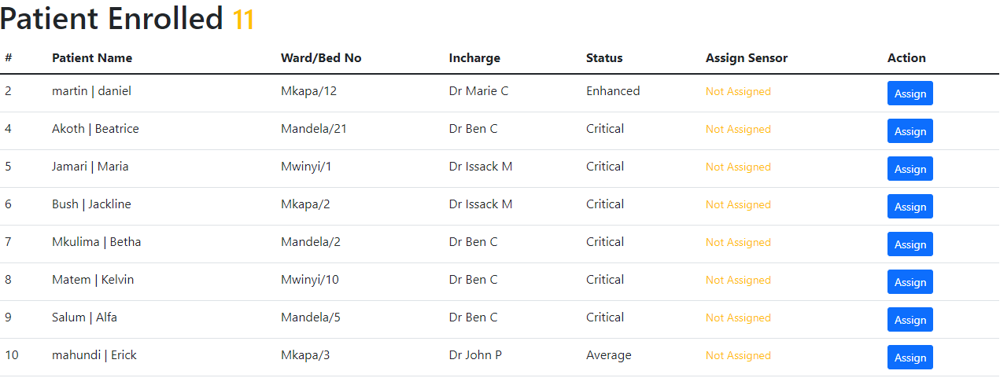 Patient Enrolled 11
# Patient Name Ward/Bed No Incharge Status Assign Sensor Action
2 martin | daniel Mkapa/12 Dr Marie C Enhanced Not Assigned Assign
4 Akoth | Beatrice Mandela/21 Dr Ben C Critical Not Assigned Assign
5 Jamari | Maria Mwinyi/1 Dr Issack M Critical Not Assigned Assign
6 Bush | Jackline Mkapa/2 Dr Issack M Critical Not Assigned Assign
7 Mkulima | Betha Mandela/2 Dr Ben C Critical Not Assigned Assign
8 Matem | Kelvin Mwinyi/10 Dr Ben C Critical Not Assigned Assign
9 Salum | Alfa Mandela/5 Dr Ben C Critical Not Assigned Assign
10 mahundi | Erick Mkapa/3 Dr John P Average Not Assigned Assign